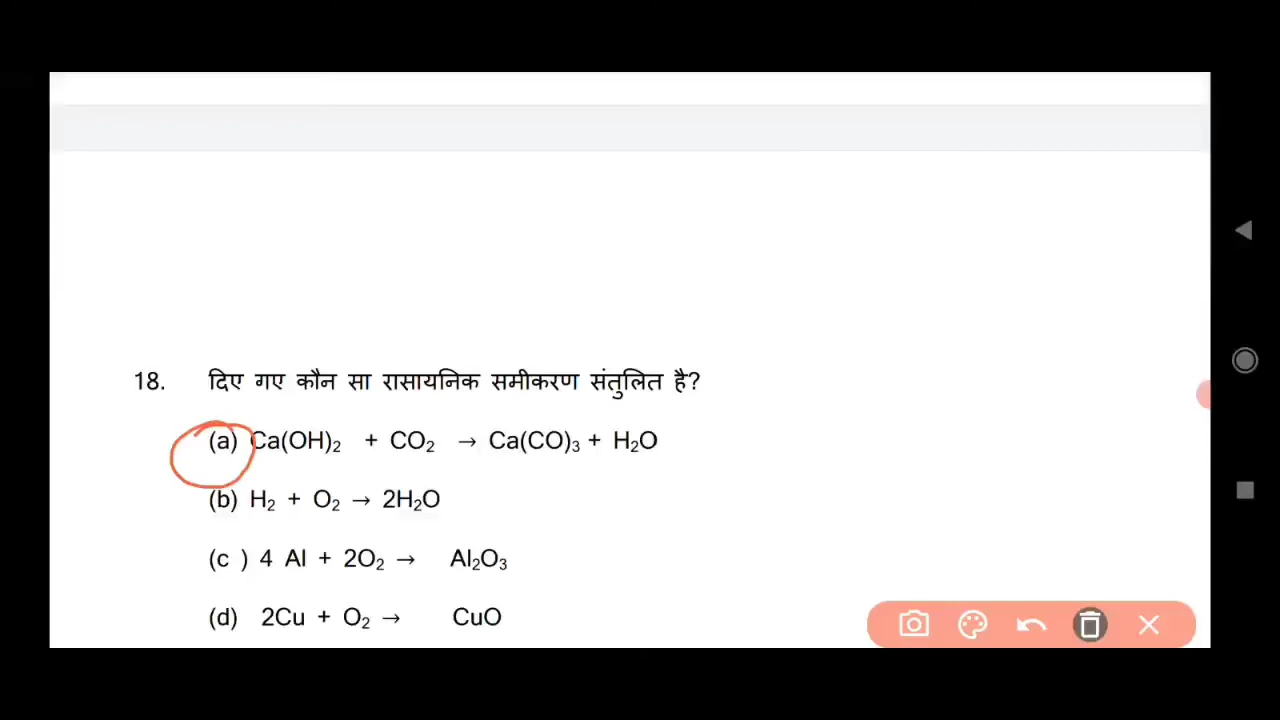 18. दिए गए कौन सा रासायनिक समीकरण संतुलित है?
(a) Ca(OH)₂ + CO₂ → Ca(CO)₃ + H₂O
(b) H₂ + O₂ → 2H₂O
(c ) 4 Al + 2O₂ → Al₂O₃
(d) 2Cu + O₂ → CuO